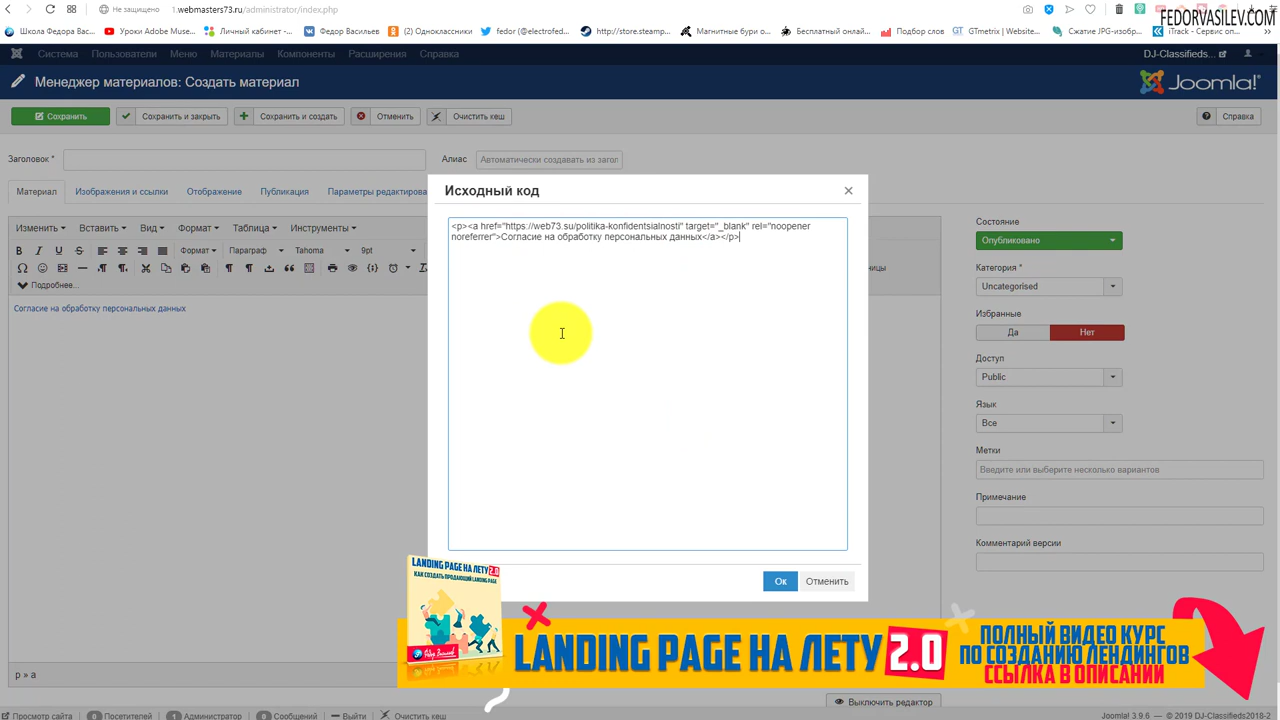 Не защищено
1.webmasters73.ru/administrator/index.php
FEDORVASILEV.COM
Школа Федора Ва...
Уроки Adobe Muse...
Личный кабинет -...
Федор Васильев
(2) Одноклассники
fedor (@electrofed...
http://store.steamp...
Магнитные бури о...
Бесплатный онлай...
Подбор слов
GTmetrix | Website...
Сжатие JPG-изобр...
iTrack - Сервис оп...
Система
Пользователи
Меню
Материалы
Компоненты
Расширения
Справка
DJ-Classifieds...
Менеджер материалов: Создать материал
Joomla!®
Сохранить
Сохранить и закрыть
Сохранить и создать
Отменить
Очистить кеш
Справка
Заголовок *
Алиас
Автоматически создавать из загол
Материал
Изображения и ссылки
Отображение
Публикация
Параметры редактирова
Изменить
Вставить
Вид
Формат
Таблица
Инструменты
Формат
Параграф
Tahoma
9pt
Подробнее...
Согласие на обработку персональных данных
p » a
Исходный код
<p><a href="https://web73.su/politika-konfidentsialnosti" target="_blank" rel="noopener
noreferrer">Согласие на обработку персональных данных</a></p>
Ок
Отменить
Состояние
Опубликовано
Категория *
Uncategorised
Избранные
Да
Нет
Доступ
Public
Язык
Все
Метки
Введите или выберите несколько вариантов
Примечание
Комментарий версии
LANDING PAGE НА ЛЕТУ 2.0
КАК СОЗДАТЬ ПРОДАЮЩИЙ LANDING PAGE
Федор Васильев
LANDING PAGE НА ЛЕТУ 2.0
ПОЛНЫЙ ВИДЕО КУРС
ПО СОЗДАНИЮ ЛЕНДИНГОВ
ССЫЛКА В ОПИСАНИИ
Выключить редактор
Просмотр сайта
0 Посетителей
1 Администратор
0 Сообщений
Выйти
Очистить кеш
Joomla! 3.9.6 — © 2019 DJ-Classifieds2018-2